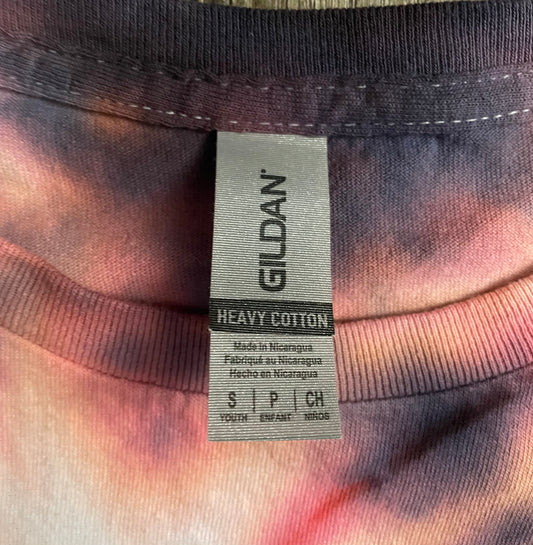 GILDAN®
HEAVY COTTON
Made in Nicaragua
Fabriqué au Nicaragua
Hecho en Nicaragua
S | P | CH
YOUTH ENFANT NIÑOS